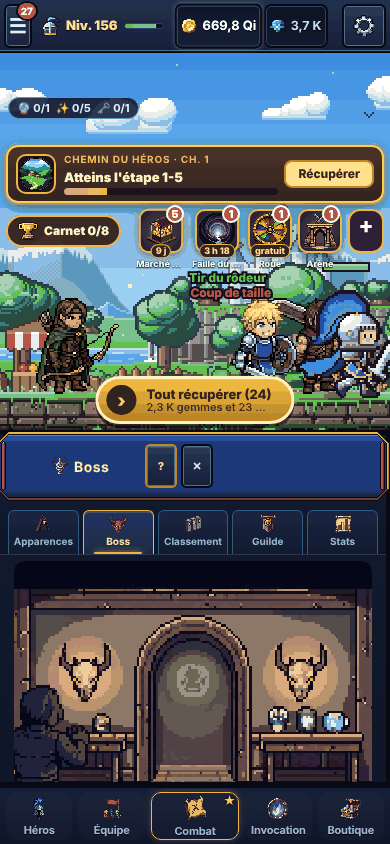 27
Niv. 156
669,8 Qi
3,7 K
0/1 0/5 0/1
CHEMIN DU HÉROS · CH. 1
Atteins l'étape 1-5
Récupérer
Carnet 0/8
5
1
1
1
+
9 j
3 h 18
gratuit
Marché ...
Faille du ...
Roue
Arène
Tir du rôdeur
Coup de taille
Tout récupérer (24)
2,3 K gemmes et 23 ...
Boss
?
×
Apparences
Boss
Classement
Guilde
Stats
Héros
Équipe
Combat
Invocation
Boutique